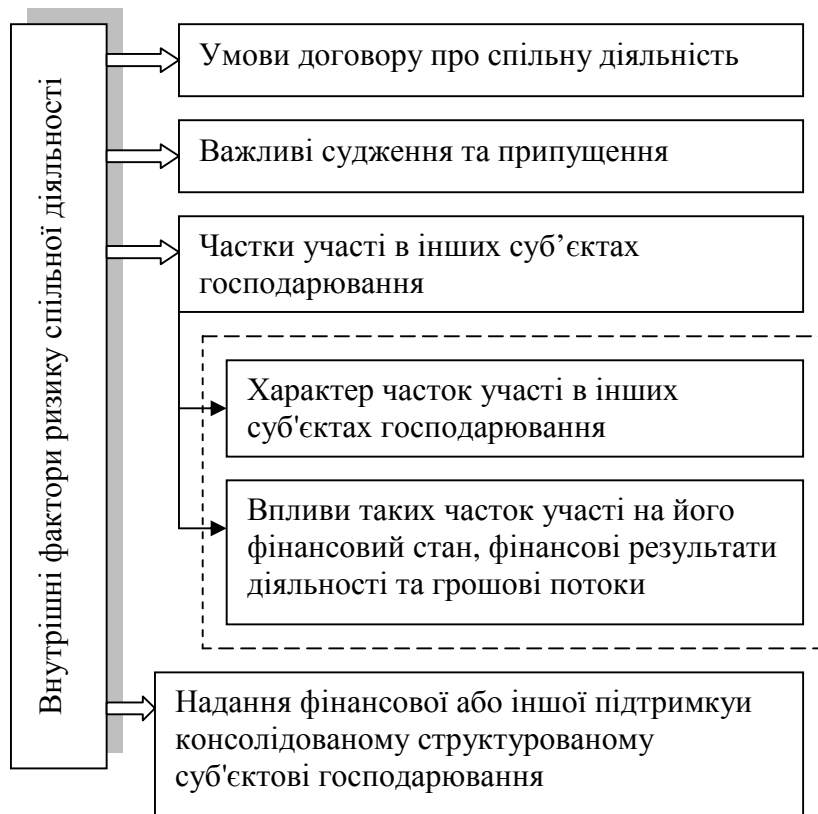 Внутрішні фактори ризику спільної діяльності
Умови договору про спільну діяльність
Важливі судження та припущення
Частки участі в інших суб’єктах
господарювання
Характер часток участі в інших
суб'єктах господарювання
Впливи таких часток участі на його
фінансовий стан, фінансові результати
діяльності та грошові потоки
Надання фінансової або іншої підтримкуи
консолідованому структурованому
суб'єктові господарювання